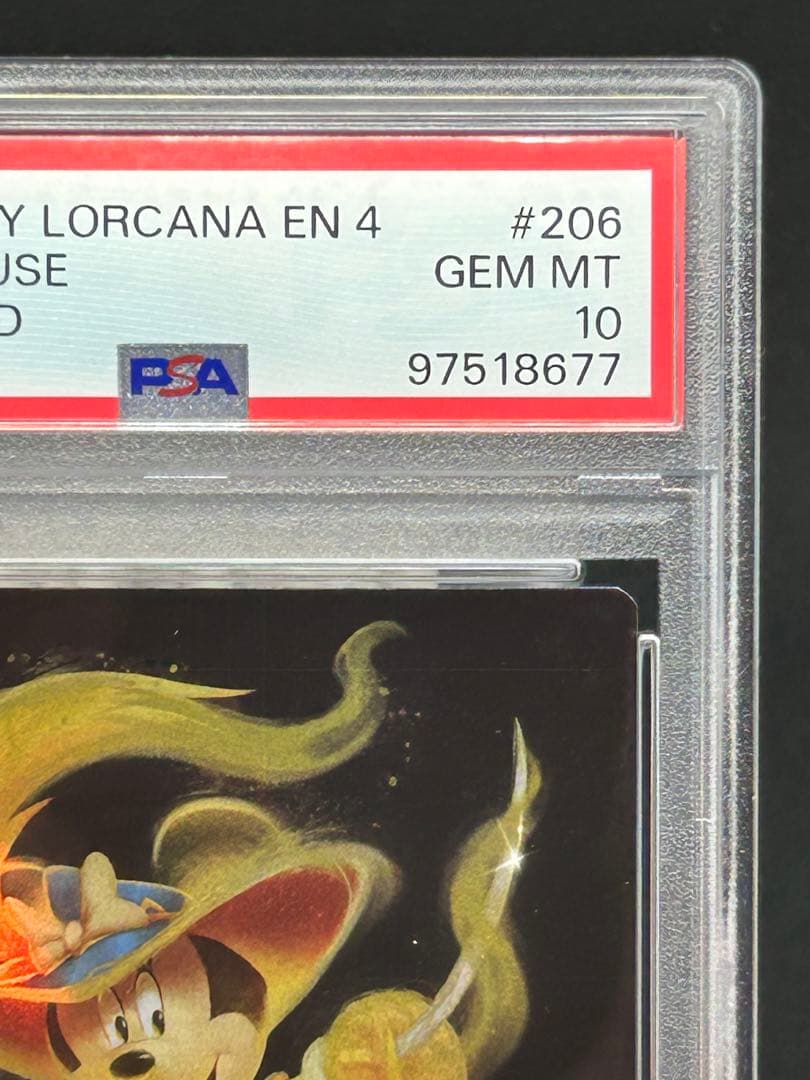 Y LORCANA EN 4 #206
USE GEM MT
D 10
PSA 97518677